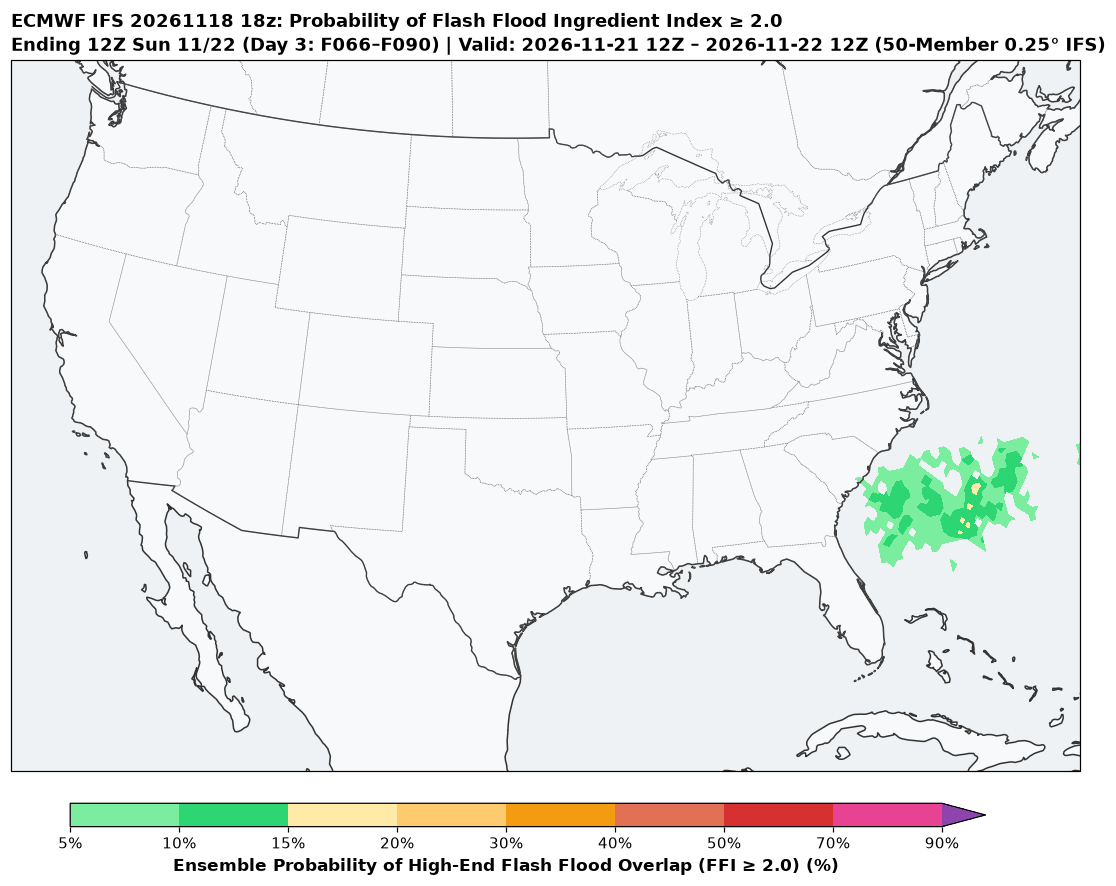 ECMWF IFS 20261118 18z: Probability of Flash Flood Ingredient Index ≥ 2.0
Ending 12Z Sun 11/22 (Day 3: F066–F090) | Valid: 2026-11-21 12Z – 2026-11-22 12Z (50-Member 0.25° IFS)
5% 10% 15% 20% 30% 40% 50% 70% 90%
Ensemble Probability of High-End Flash Flood Overlap (FFI ≥ 2.0) (%)